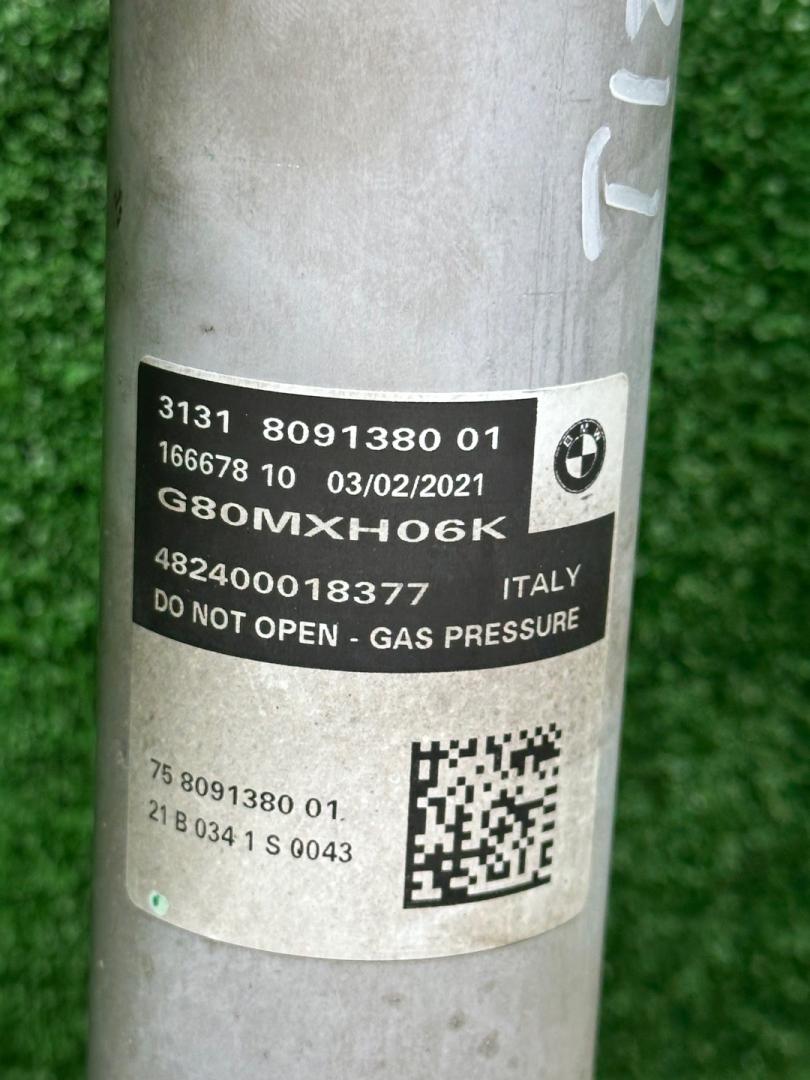 3131 8091380 01
BMW
166678 10 03/02/2021
G80MXH06K
482400018377 ITALY
DO NOT OPEN - GAS PRESSURE
75 8091380 01
21 B 034 1 S 0043